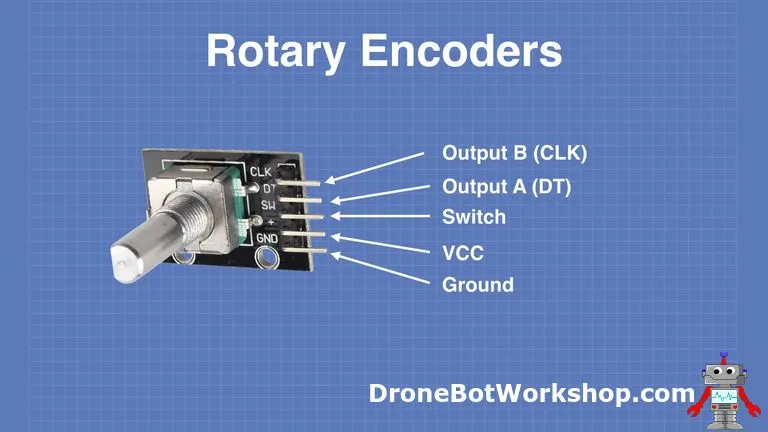 Rotary Encoders
CLK
DT
SW
+
GND
Output B (CLK)
Output A (DT)
Switch
VCC
Ground
DroneBotWorkshop.com